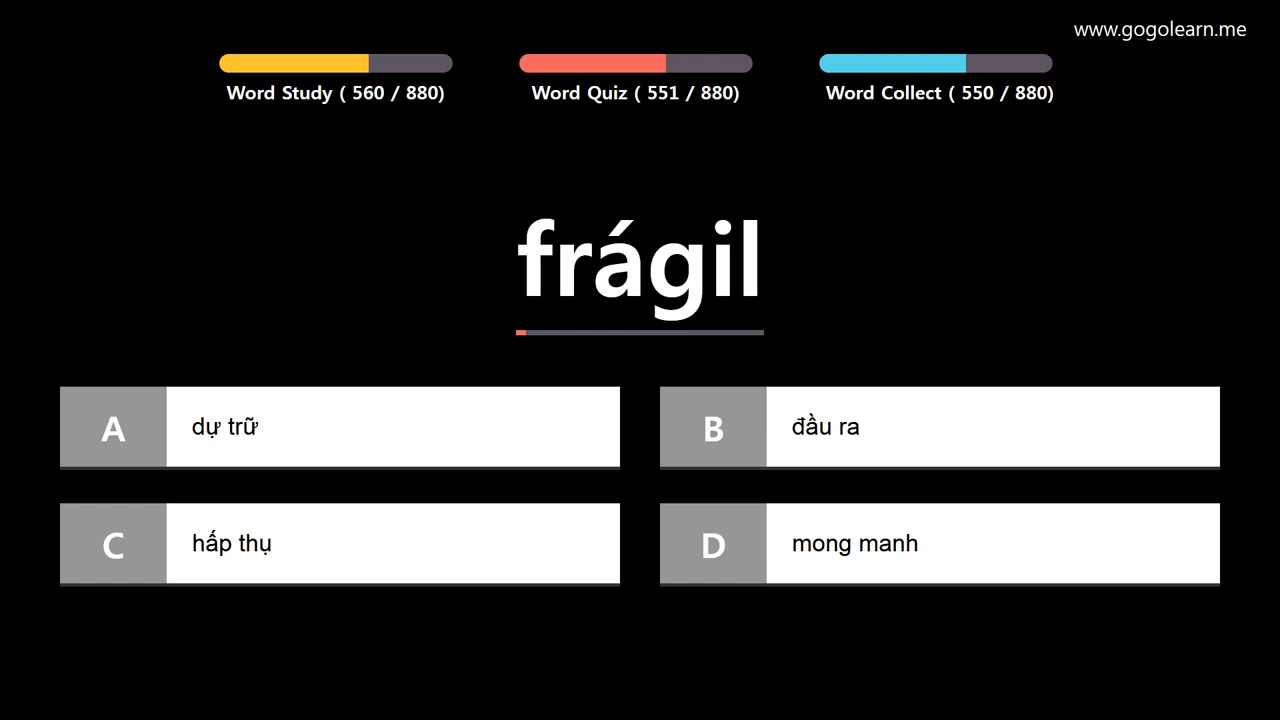 www.gogolearn.me
Word Study ( 560 / 880)
Word Quiz ( 551 / 880)
Word Collect ( 550 / 880)
frágil
A
dự trữ
B
đầu ra
C
hấp thụ
D
mong manh